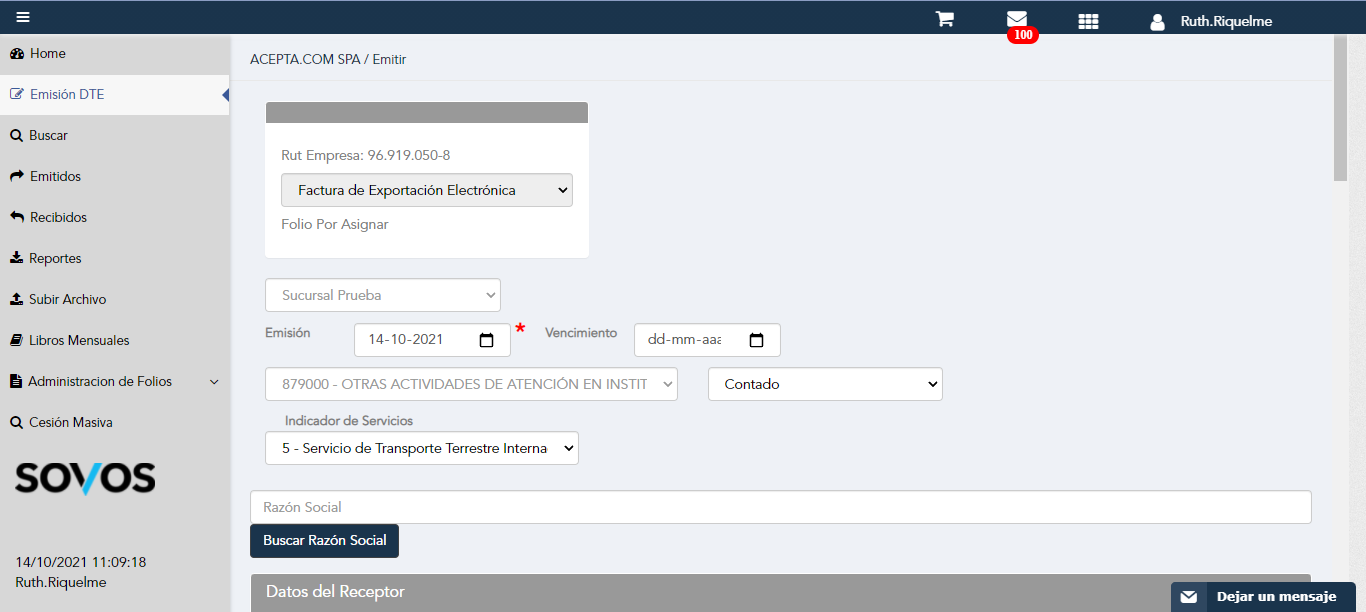 100
Ruth.Riquelme
Home
Emisión DTE
Buscar
Emitidos
Recibidos
Reportes
Subir Archivo
Libros Mensuales
Administracion de Folios
Cesión Masiva
SOVOS
14/10/2021 11:09:18
Ruth.Riquelme
ACEPTA.COM SPA / Emitir
Rut Empresa: 96.919.050-8
Factura de Exportación Electrónica
Folio Por Asignar
Sucursal Prueba
Emisión 14-10-2021 * Vencimiento dd-mm-aaa
879000 - OTRAS ACTIVIDADES DE ATENCIÓN EN INSTIT Contado
Indicador de Servicios
5 - Servicio de Transporte Terrestre Interna
Razón Social
Buscar Razón Social
Datos del Receptor
Dejar un mensaje